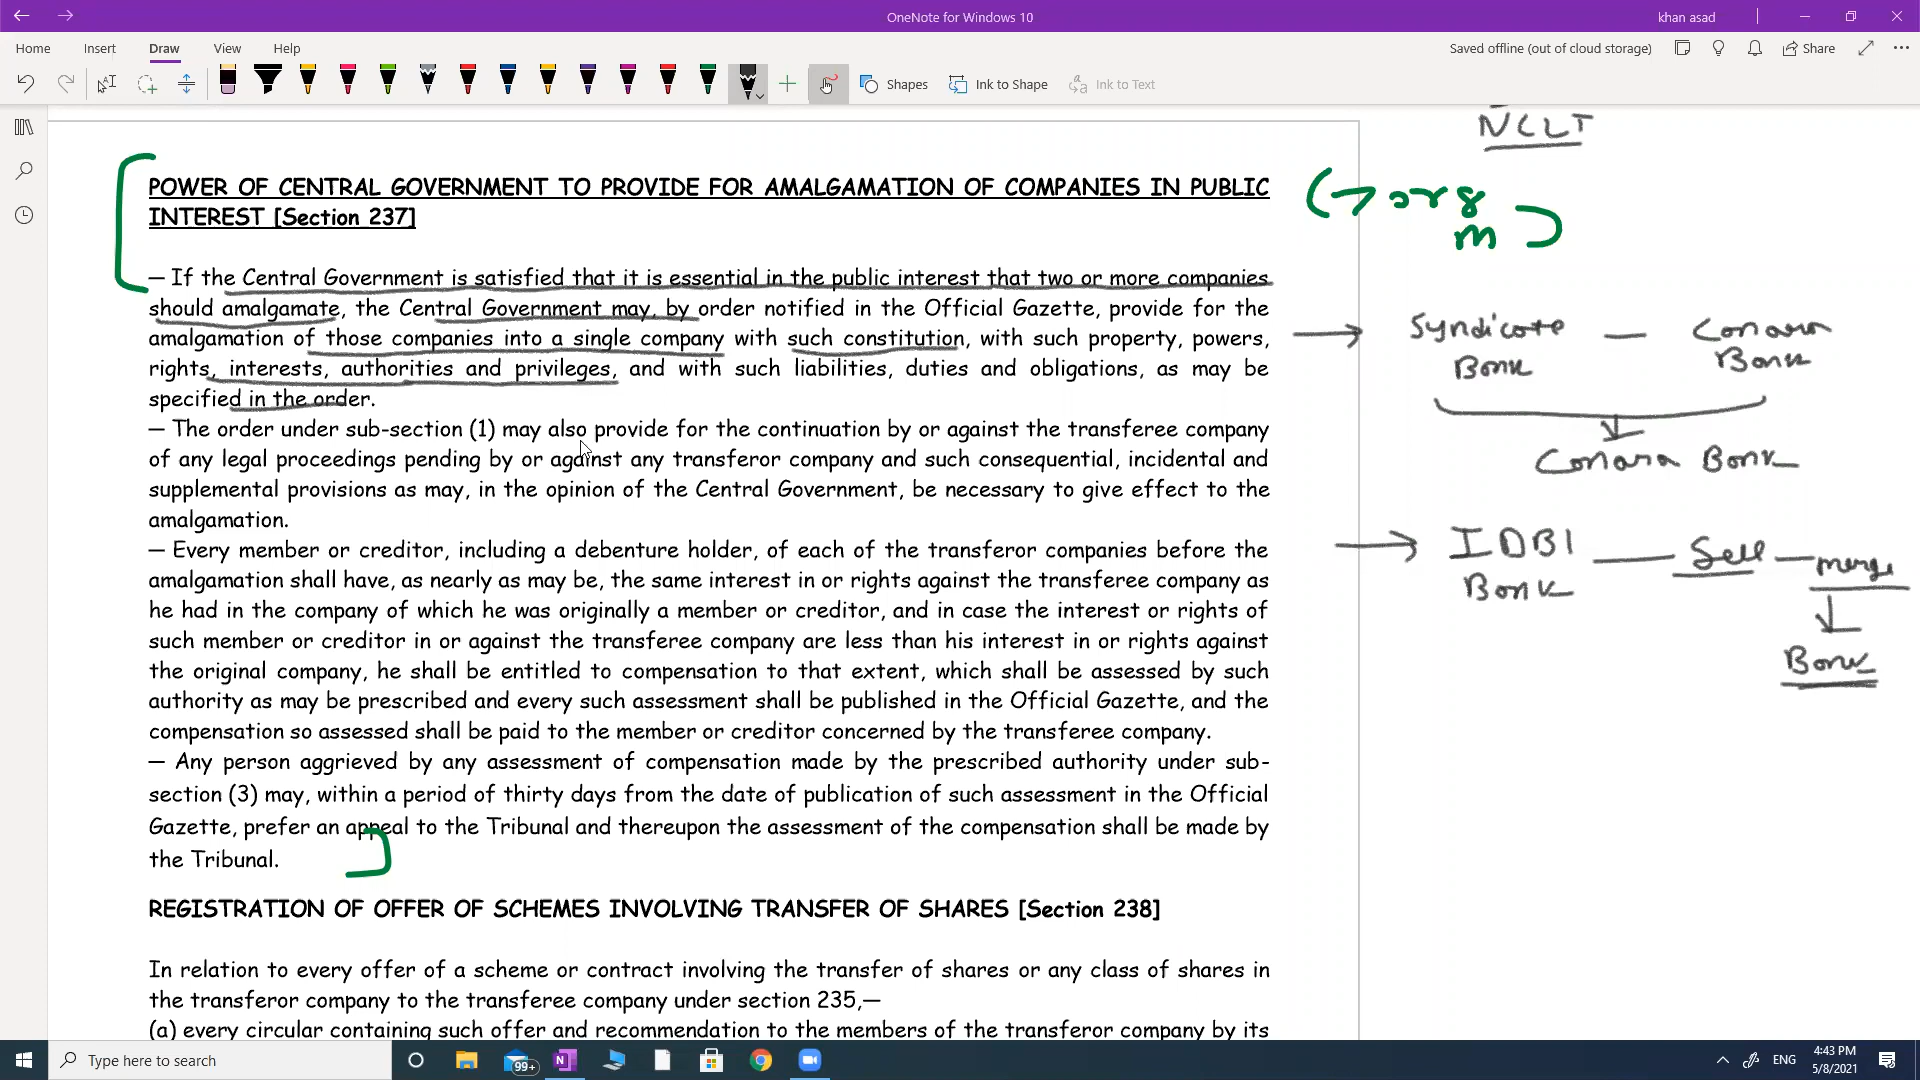 OneNote for Windows 10
khan asad
Home Insert Draw View Help
Saved offline (out of cloud storage)
Share
Shapes
Ink to Shape
Ink to Text
NCLT
POWER OF CENTRAL GOVERNMENT TO PROVIDE FOR AMALGAMATION OF COMPANIES IN PUBLIC
INTEREST [Section 237]
— If the Central Government is satisfied that it is essential in the public interest that two or more companies
should amalgamate, the Central Government may, by order notified in the Official Gazette, provide for the
amalgamation of those companies into a single company with such constitution, with such property, powers,
rights, interests, authorities and privileges, and with such liabilities, duties and obligations, as may be
specified in the order.
— The order under sub-section (1) may also provide for the continuation by or against the transferee company
of any legal proceedings pending by or against any transferor company and such consequential, incidental and
supplemental provisions as may, in the opinion of the Central Government, be necessary to give effect to the
amalgamation.
— Every member or creditor, including a debenture holder, of each of the transferor companies before the
amalgamation shall have, as nearly as may be, the same interest in or rights against the transferee company as
he had in the company of which he was originally a member or creditor, and in case the interest or rights of
such member or creditor in or against the transferee company are less than his interest in or rights against
the original company, he shall be entitled to compensation to that extent, which shall be assessed by such
authority as may be prescribed and every such assessment shall be published in the Official Gazette, and the
compensation so assessed shall be paid to the member or creditor concerned by the transferee company.
— Any person aggrieved by any assessment of compensation made by the prescribed authority under sub-
section (3) may, within a period of thirty days from the date of publication of such assessment in the Official
Gazette, prefer an appeal to the Tribunal and thereupon the assessment of the compensation shall be made by
the Tribunal.
REGISTRATION OF OFFER OF SCHEMES INVOLVING TRANSFER OF SHARES [Section 238]
In relation to every offer of a scheme or contract involving the transfer of shares or any class of shares in
the transferor company to the transferee company under section 235,—
(a) every circular containing such offer and recommendation to the members of the transferor company by its
Syndicate — Canara
Bank Bank
Canara Bank
IDBI — Sell — merge
Bank
Bank
Type here to search
99+
ENG
4:43 PM
5/8/2021